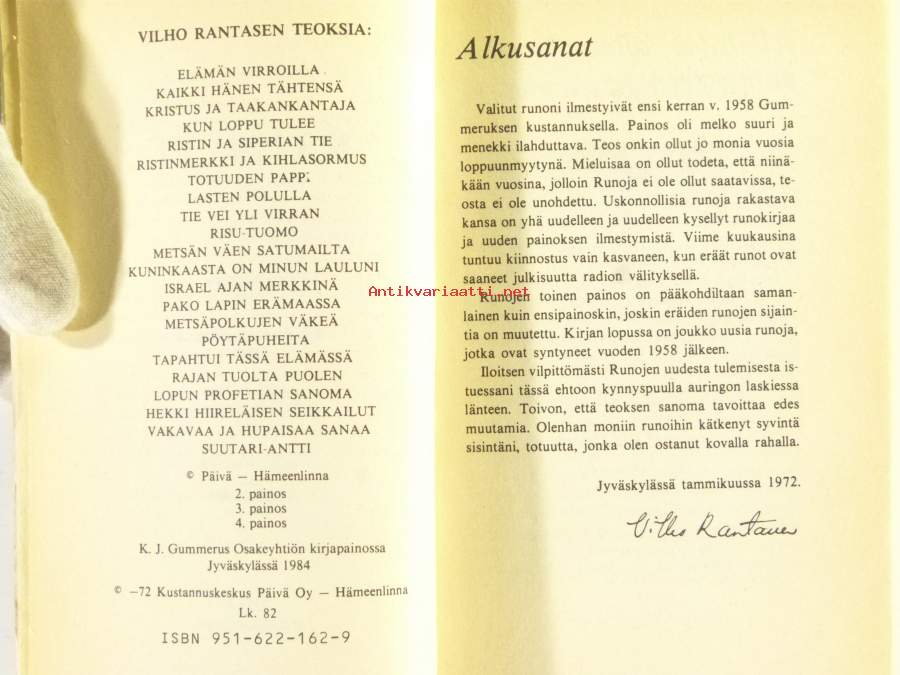 VILHO RANTASEN TEOKSIA:
ELÄMÄN VIRROILLA
KAIKKI HÄNEN TÄHTENSÄ
KRISTUS JA TAAKANKANTAJA
KUN LOPPU TULEE
RISTIN JA SIPERIAN TIE
RISTINMERKKI JA KIHLASORMUS
TOTUUDEN PAPPI
LASTEN POLULLA
TIE VEI YLI VIRRAN
RISU-TUOMO
METSÄN VÄEN SATUMAILTA
KUNINKAASTA ON MINUN LAULUNI
ISRAEL AJAN MERKKINÄ
PAKO LAPIN ERÄMAASSA
METSÄPOLKUJEN VÄKEÄ
PÖYTÄPUHEITA
TAPAHTUI TÄSSÄ ELÄMÄSSÄ
RAJAN TUOLTA PUOLEN
LOPUN PROFETIAN SANOMA
HEKKI HIIRELÄISEN SEIKKAILUT
VAKAVAA JA HUPAISAA SANAA
SUUTARI-ANTTI
© Päivä — Hämeenlinna
2. painos
3. painos
4. painos
K. J. Gummerus Osakeyhtiön kirjapainossa
Jyväskylässä 1984
© —72 Kustannuskeskus Päivä Oy — Hämeenlinna
Lk. 82
ISBN 951-622-162-9
Alkusanat
Valitut runoni ilmestyivät ensi kerran v. 1958 Gum-
meruksen kustannuksella. Painos oli melko suuri ja
menekki ilahduttava. Teos onkin ollut jo monia vuosia
loppuunmyytynä. Mieluisaa on ollut todeta, että niinä-
kään vuosina, jolloin Runoja ei ole ollut saatavissa, te-
osta ei ole unohdettu. Uskonnollisia runoja rakastava
kansa on yhä uudelleen ja uudelleen kysellyt runokirjaa
ja uuden painoksen ilmestymistä. Viime kuukausina
tuntuu kiinnostus vain kasvaneen, kun eräät runot ovat
saaneet julkisuutta radion välityksellä.
Antikvariaatti.net
Runojen toinen painos on pääkohdiltaan saman-
lainen kuin ensipainoskin, joskin eräiden runojen sijain-
tia on muutettu. Kirjan lopussa on joukko uusia runoja,
jotka ovat syntyneet vuoden 1958 jälkeen.
Iloitsen vilpittömästi Runojen uudesta tulemisesta is-
tuessani tässä ehtoon kynnyspuulla auringon laskiessa
länteen. Toivon, että teoksen sanoma tavoittaa edes
muutamia. Olenhan moniin runoihin kätkenyt syvintä
sisintäni, totuutta, jonka olen ostanut kovalla rahalla.
Jyväskylässä tammikuussa 1972.
Vilho Rantanen